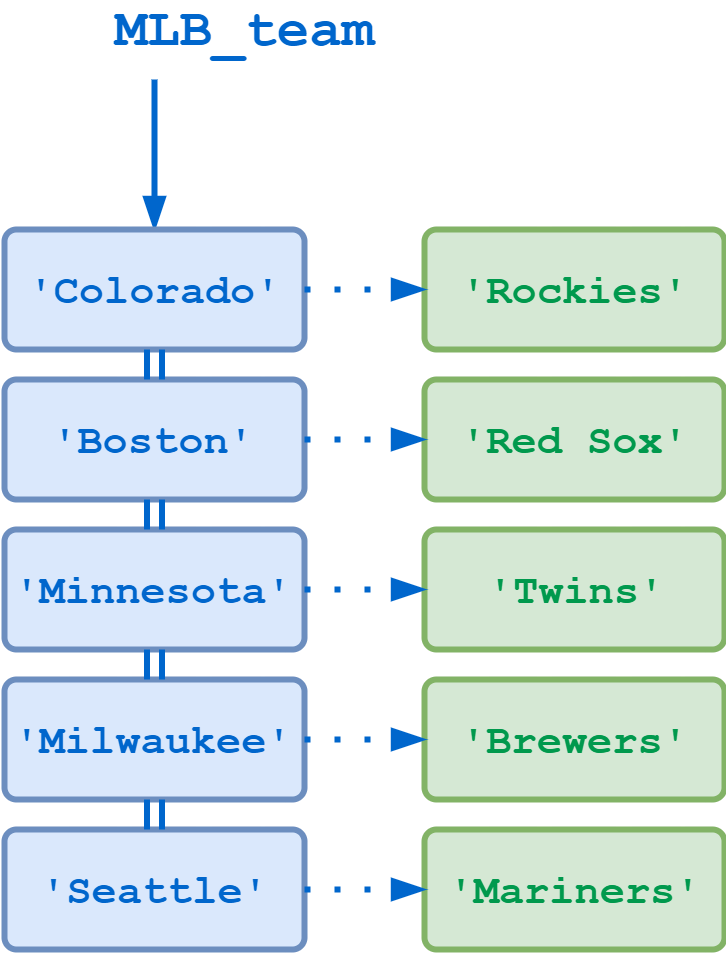 MLB_team
'Colorado' 'Rockies'
'Boston' 'Red Sox'
'Minnesota' 'Twins'
'Milwaukee' 'Brewers'
'Seattle' 'Mariners'